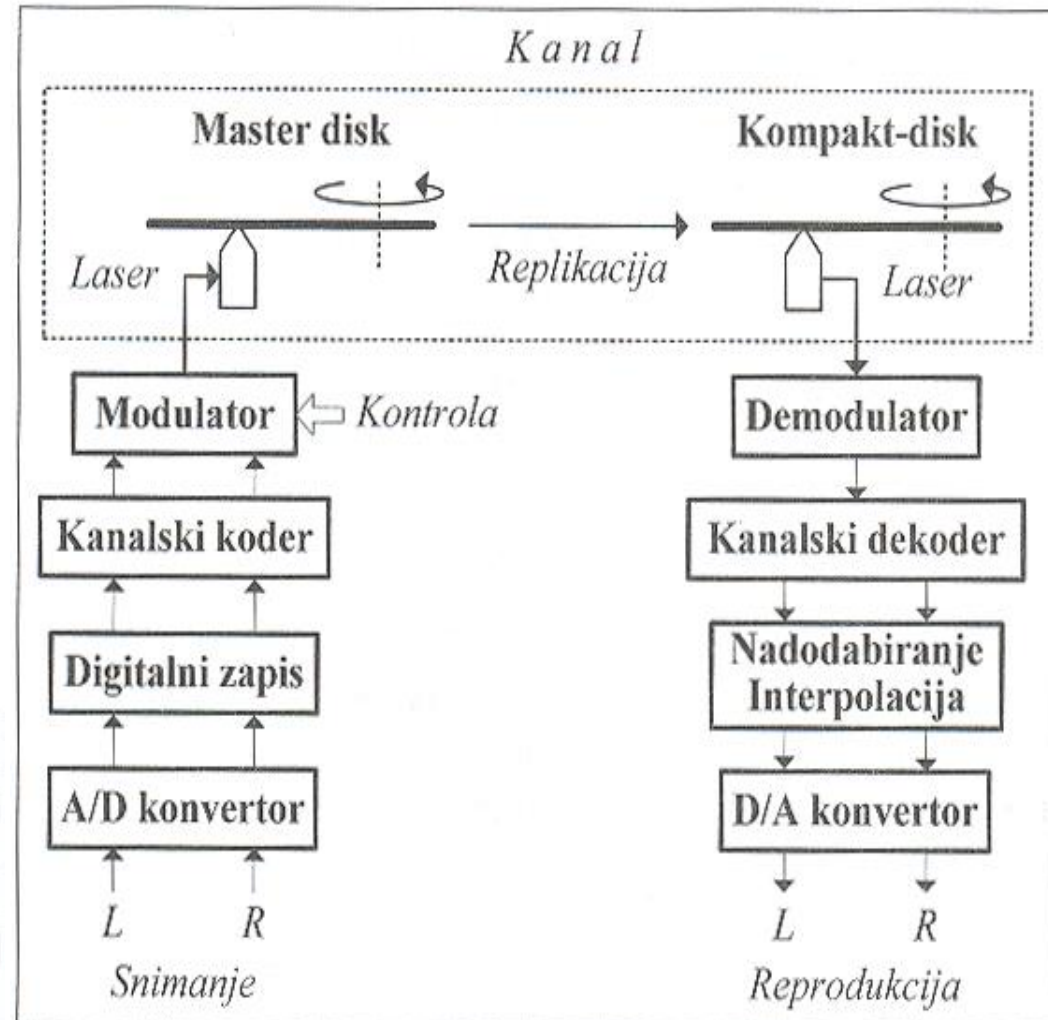 Kanal
Master disk
Kompakt-disk
Laser
Replikacija
Laser
Modulator
Kontrola
Demodulator
Kanalski koder
Kanalski dekoder
Digitalni zapis
Nadodabiranje
Interpolacija
A/D konvertor
D/A konvertor
L R
L R
Snimanje
Reprodukcija